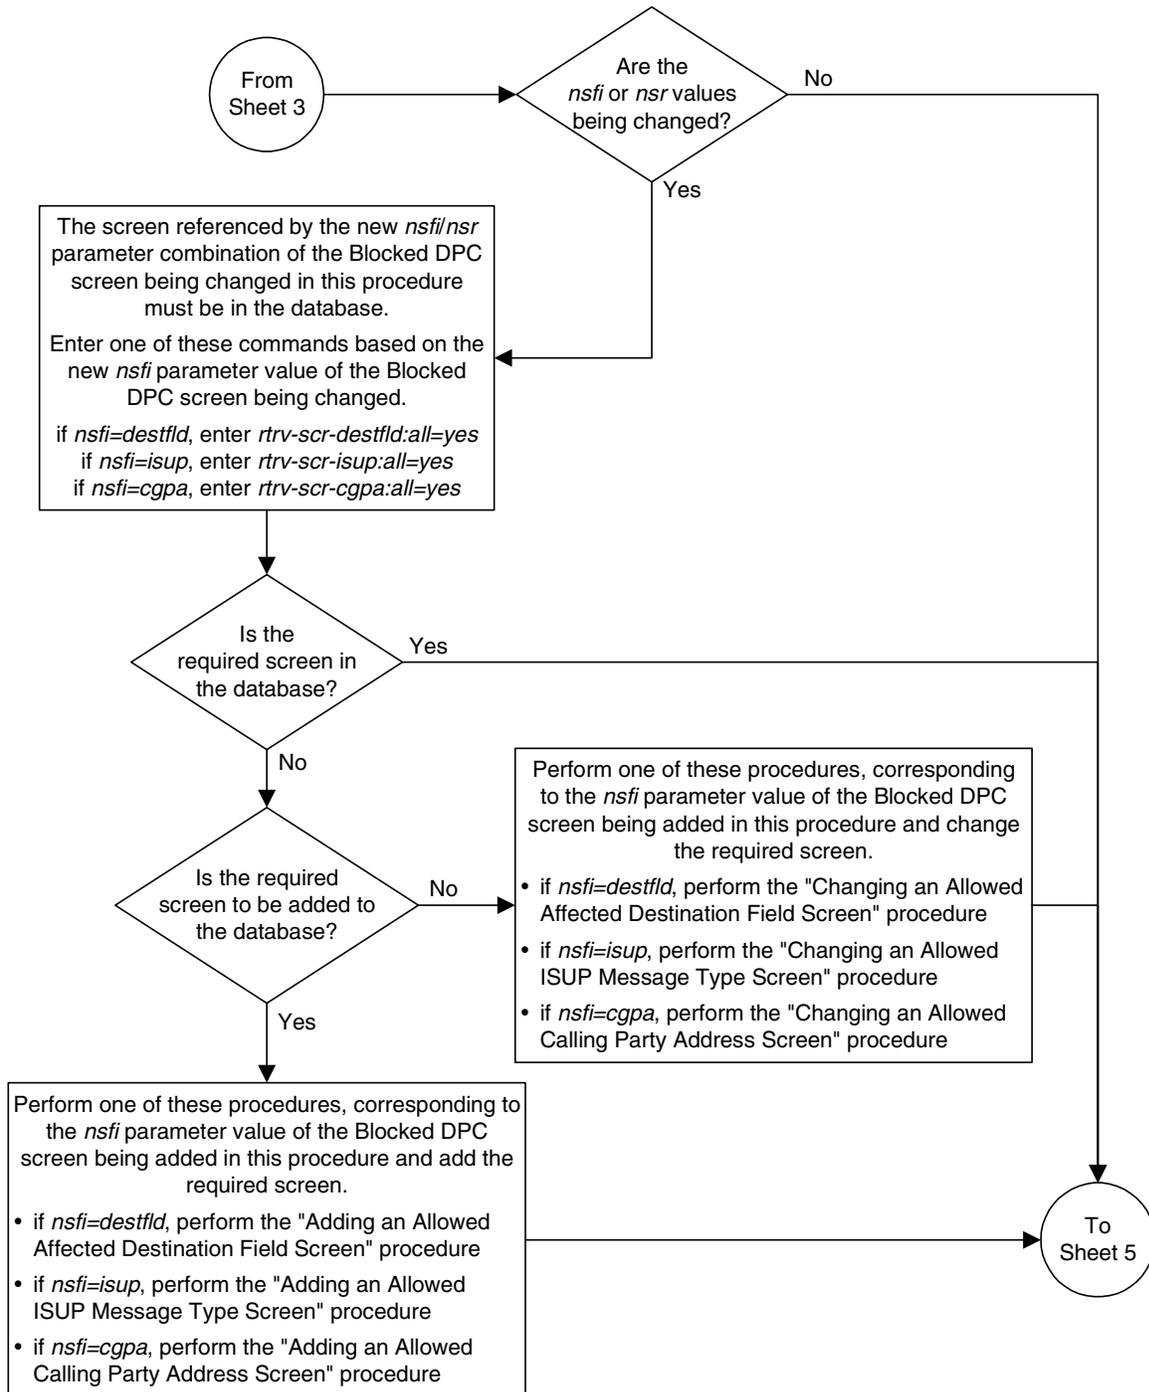 From
Sheet 3
Are the
nsfi or nsr values
being changed?
No
Yes
The screen referenced by the new nsfi/nsr
parameter combination of the Blocked DPC
screen being changed in this procedure
must be in the database.
Enter one of these commands based on the
new nsfi parameter value of the Blocked
DPC screen being changed.
if nsfi=destfld, enter rtrv-scr-destfld:all=yes
if nsfi=isup, enter rtrv-scr-isup:all=yes
if nsfi=cgpa, enter rtrv-scr-cgpa:all=yes
Is the
required screen in
the database?
Yes
No
Is the required
screen to be added to
the database?
No
Yes
Perform one of these procedures, corresponding
to the nsfi parameter value of the Blocked DPC
screen being added in this procedure and change
the required screen.
• if nsfi=destfld, perform the "Changing an Allowed
Affected Destination Field Screen" procedure
• if nsfi=isup, perform the "Changing an Allowed
ISUP Message Type Screen" procedure
• if nsfi=cgpa, perform the "Changing an Allowed
Calling Party Address Screen" procedure
Perform one of these procedures, corresponding to
the nsfi parameter value of the Blocked DPC
screen being added in this procedure and add the
required screen.
• if nsfi=destfld, perform the "Adding an Allowed
Affected Destination Field Screen" procedure
• if nsfi=isup, perform the "Adding an Allowed
ISUP Message Type Screen" procedure
• if nsfi=cgpa, perform the "Adding an Allowed
Calling Party Address Screen" procedure
To
Sheet 5